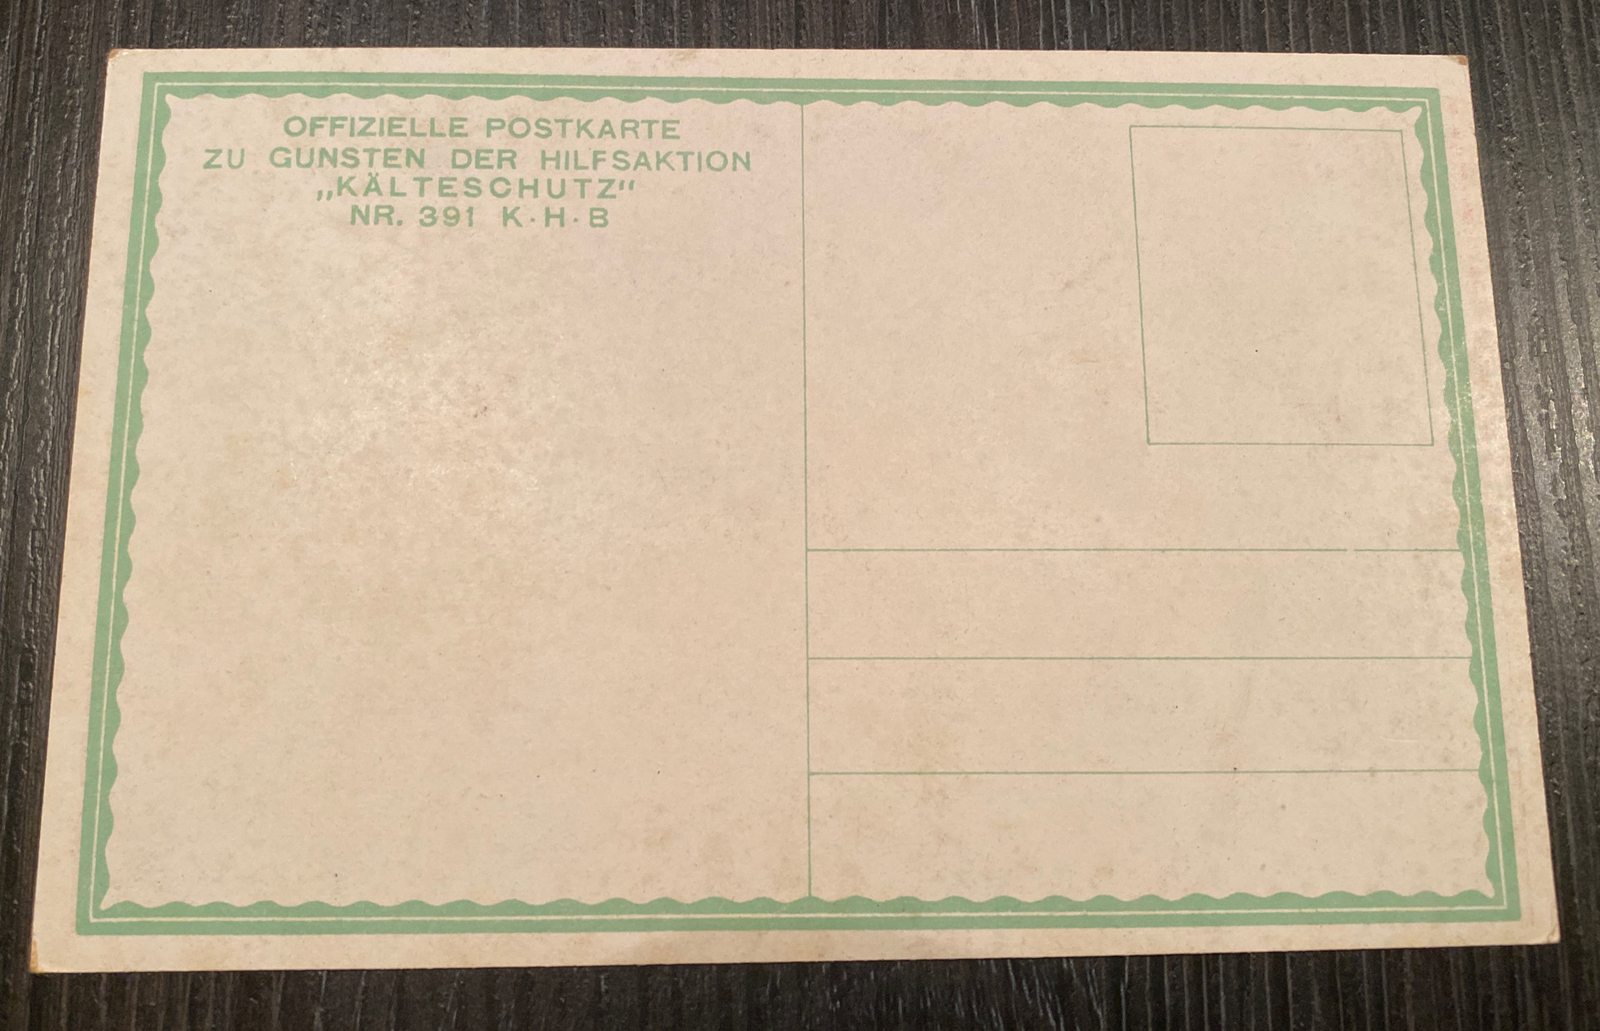 OFFIZIELLE POSTKARTE
ZU GUNSTEN DER HILFSAKTION
„KÄLTESCHUTZ“
NR. 391 K·H·B